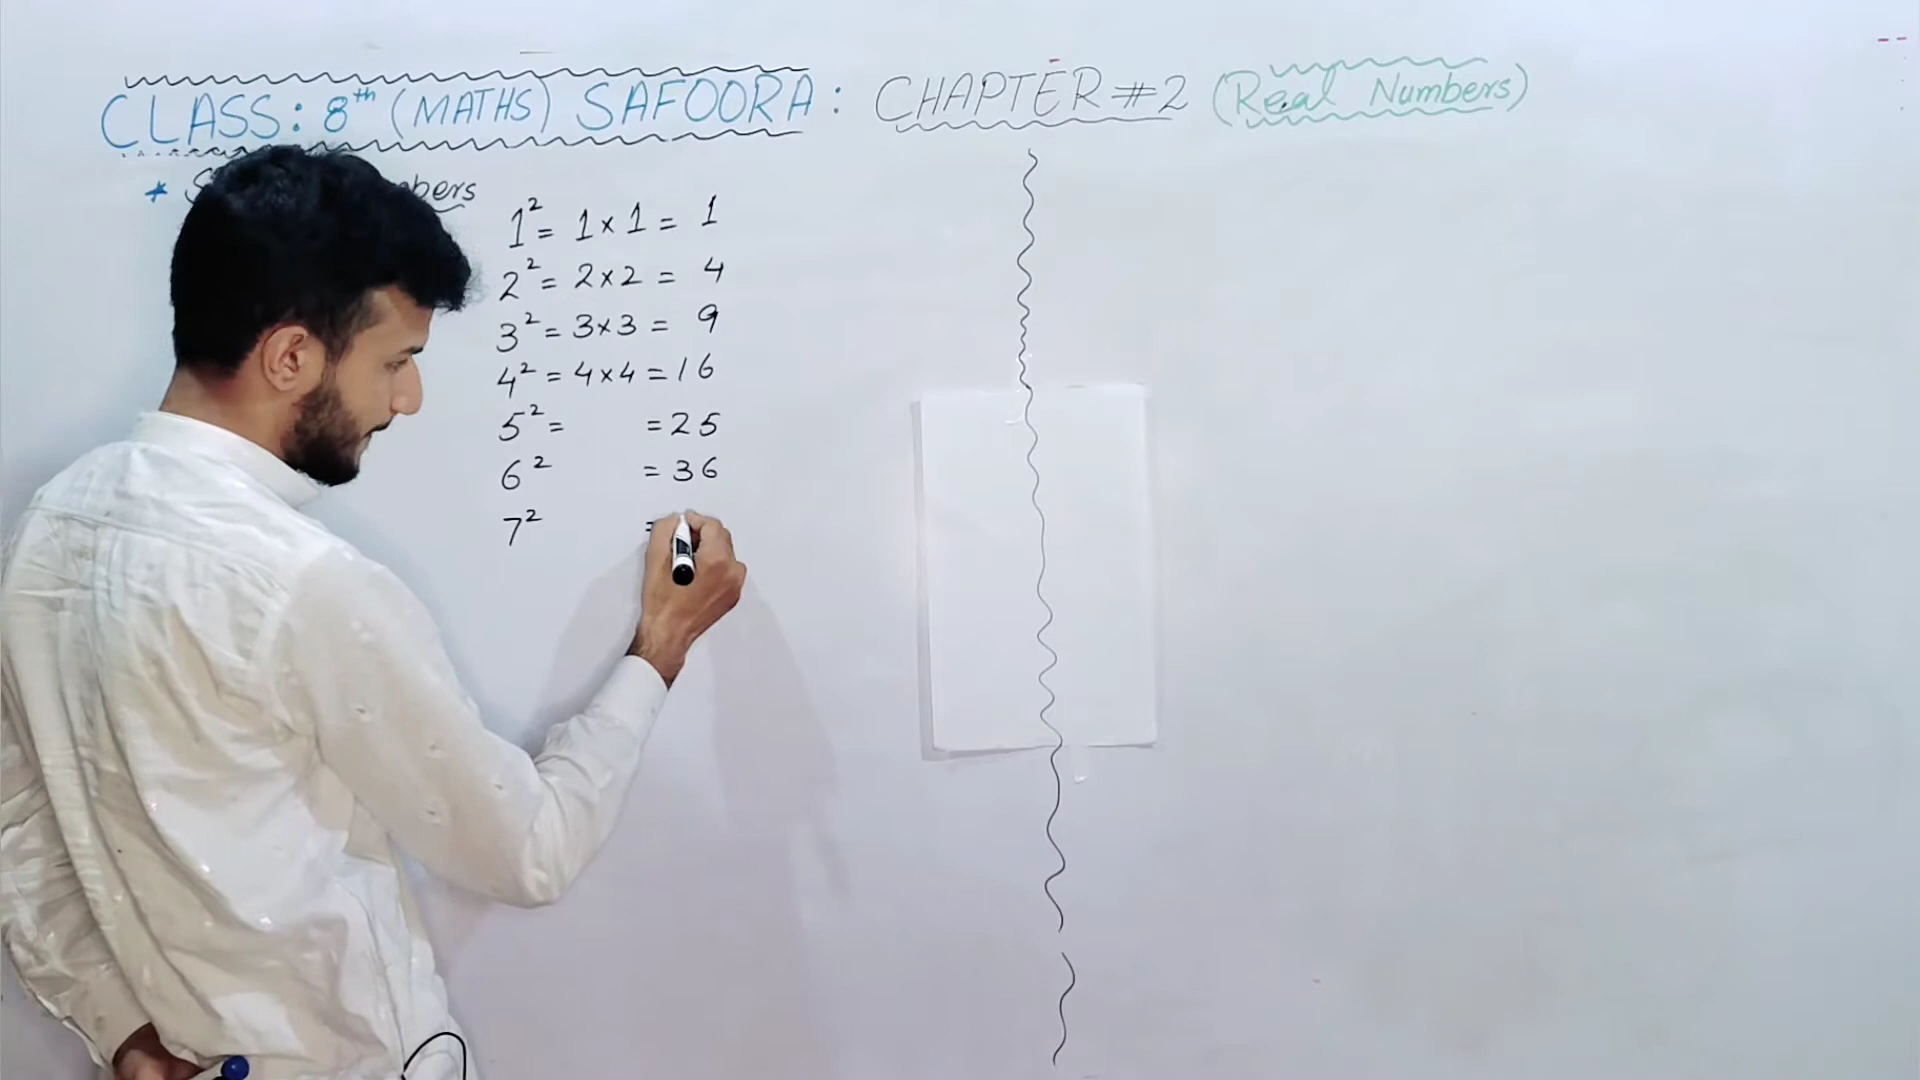 CLASS: 8th (MATHS) SAFOORA: CHAPTER #2 (Real Numbers)
1² = 1 × 1 = 1
2² = 2 × 2 = 4
3² = 3 × 3 = 9
4² = 4 × 4 = 16
5² = = 25
6² = 36
7² =